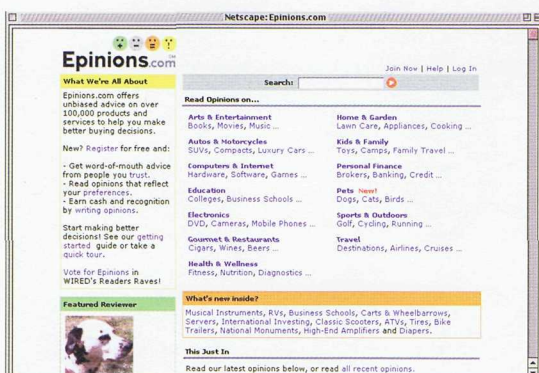 Netscape: Epinions.com
Epinions.com
Join Now | Help | Log In
What We're All About
Epinions.com offers
unbiased advice on over
100,000 products and
services to help you make
better buying decisions.
New? Register for free and:
- Get word-of-mouth advice
from people you trust.
- Read opinions that reflect
your preferences.
- Earn cash and recognition
by writing opinions.
Start making better
decisions! See our getting
started guide or take a
quick tour.
Vote for Epinions in
WIRED's Readers Raves!
Featured Reviewer
Search:
Read Opinions on...
Arts & Entertainment
Books, Movies, Music ...
Autos & Motorcycles
SUVs, Compacts, Luxury Cars ...
Computers & Internet
Hardware, Software, Games ...
Education
Colleges, Business Schools ...
Electronics
DVD, Cameras, Mobile Phones ...
Gourmet & Restaurants
Cigars, Wines, Beers ...
Health & Wellness
Fitness, Nutrition, Diagnostics ...
Home & Garden
Lawn Care, Appliances, Cooking ...
Kids & Family
Toys, Camps, Family Travel ...
Personal Finance
Brokers, Banking, Credit ...
Pets New!
Dogs, Cats, Birds ...
Sports & Outdoors
Golf, Cycling, Running ...
Travel
Destinations, Airlines, Cruises ...
What's new inside?
Musical Instruments, RVs, Business Schools, Carts & Wheelbarrows,
Servers, International Investing, Classic Scooters, ATVs, Tires, Bike
Trailers, National Monuments, High-End Amplifiers and Diapers.
This Just In
Read our latest opinions below, or read all recent opinions.